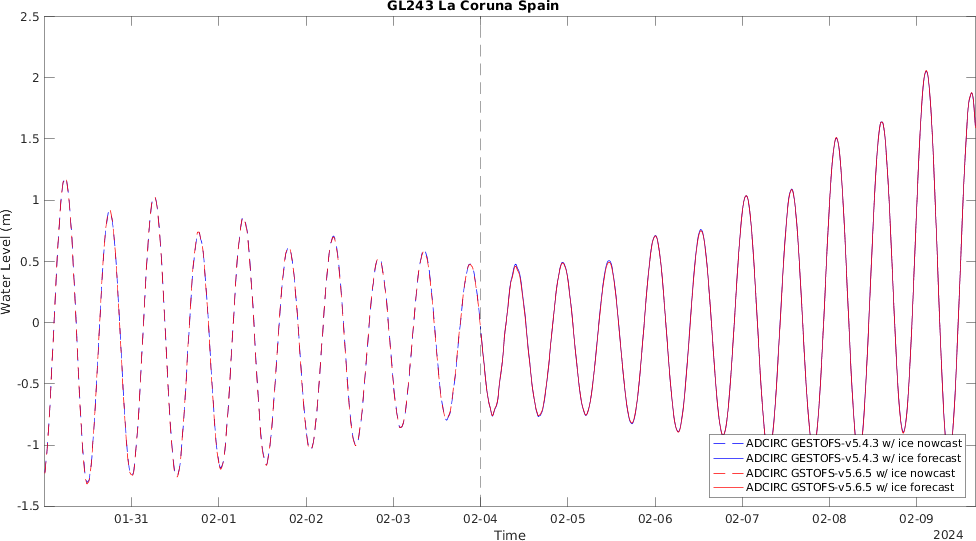 GL243 La Coruna Spain
2.5
2
1.5
1
0.5
0
-0.5
-1
-1.5
Water Level (m)
ADCIRC GESTOFS-v5.4.3 w/ ice nowcast
ADCIRC GESTOFS-v5.4.3 w/ ice forecast
ADCIRC GSTOFS-v5.6.5 w/ ice nowcast
ADCIRC GSTOFS-v5.6.5 w/ ice forecast
01-31 02-01 02-02 02-03 02-04 02-05 02-06 02-07 02-08 02-09
Time
2024